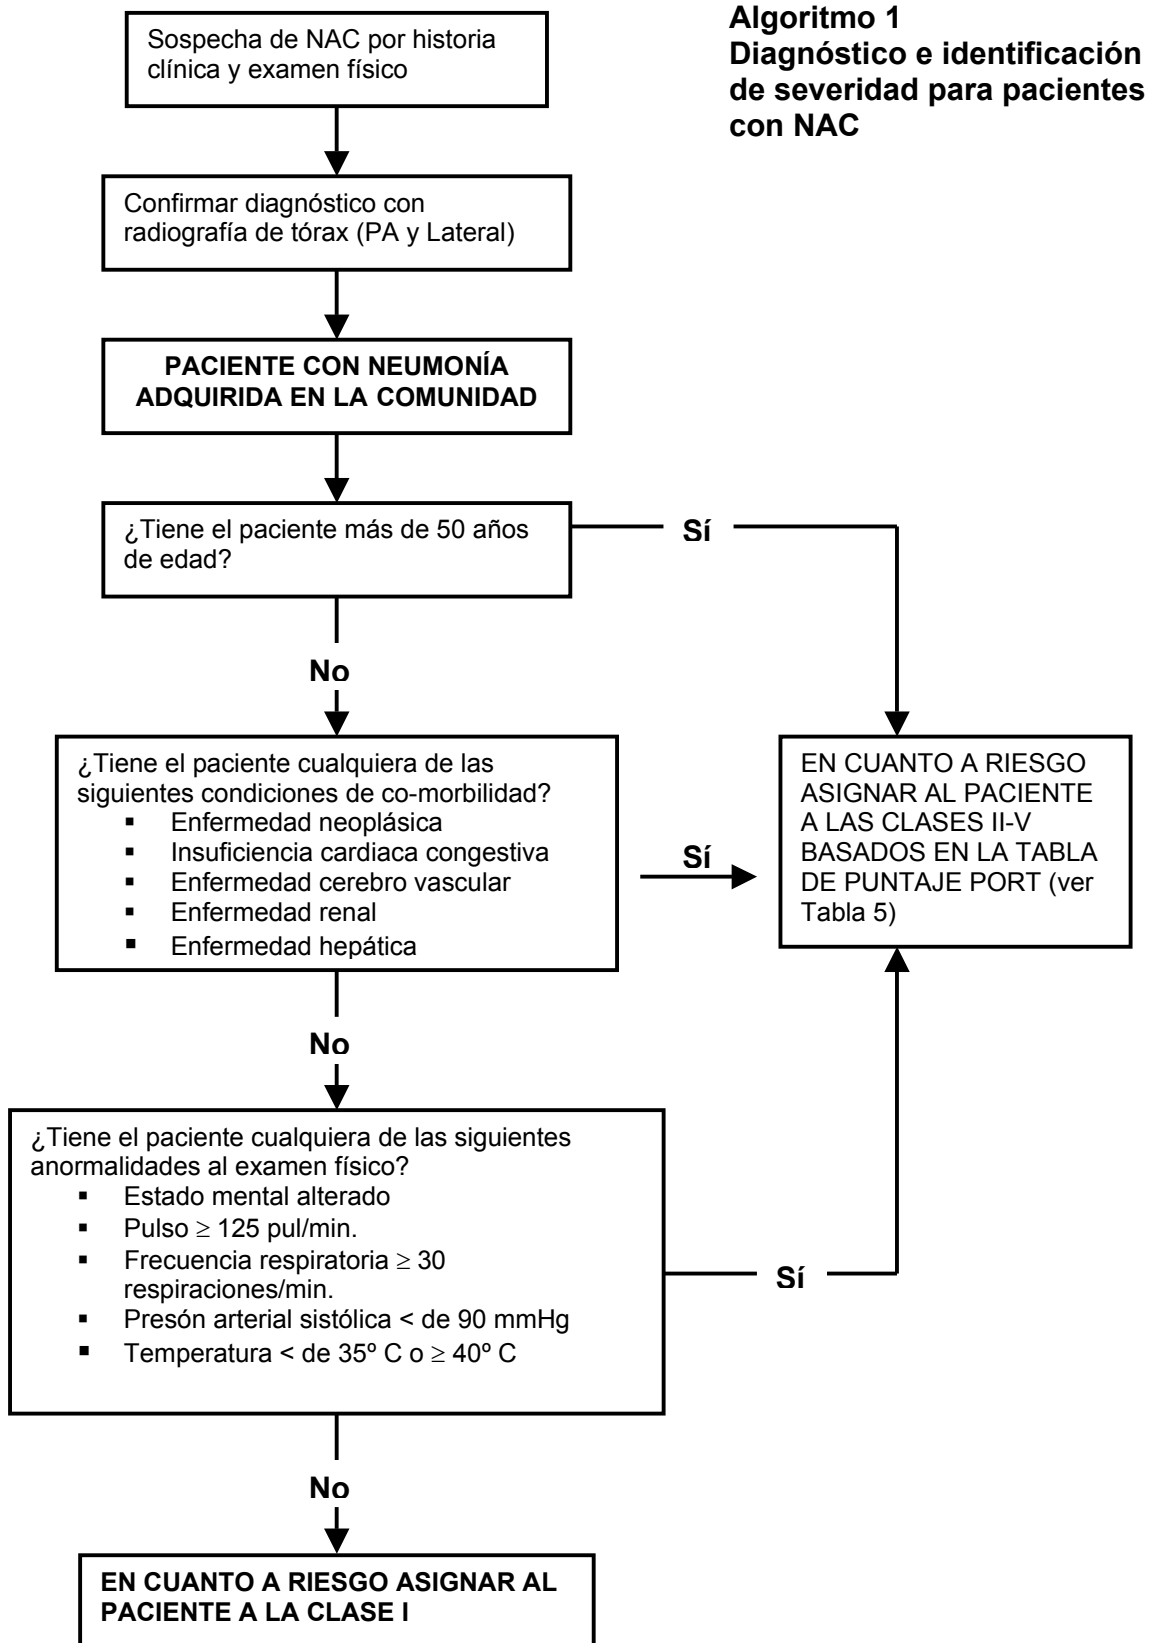 Algoritmo 1
Diagnóstico e identificación
de severidad para pacientes
con NAC
Sospecha de NAC por historia
clínica y examen físico
Confirmar diagnóstico con
radiografía de tórax (PA y Lateral)
PACIENTE CON NEUMONÍA
ADQUIRIDA EN LA COMUNIDAD
¿Tiene el paciente más de 50 años
de edad?
Sí
No
¿Tiene el paciente cualquiera de las
siguientes condiciones de co-morbilidad?
▪ Enfermedad neoplásica
▪ Insuficiencia cardiaca congestiva
▪ Enfermedad cerebro vascular
▪ Enfermedad renal
▪ Enfermedad hepática
Sí
EN CUANTO A RIESGO
ASIGNAR AL PACIENTE
A LAS CLASES II-V
BASADOS EN LA TABLA
DE PUNTAJE PORT (ver
Tabla 5)
No
¿Tiene el paciente cualquiera de las siguientes
anormalidades al examen físico?
▪ Estado mental alterado
▪ Pulso ≥ 125 pul/min.
▪ Frecuencia respiratoria ≥ 30
respiraciones/min.
▪ Presón arterial sistólica < de 90 mmHg
▪ Temperatura < de 35º C o ≥ 40º C
Sí
No
EN CUANTO A RIESGO ASIGNAR AL
PACIENTE A LA CLASE I